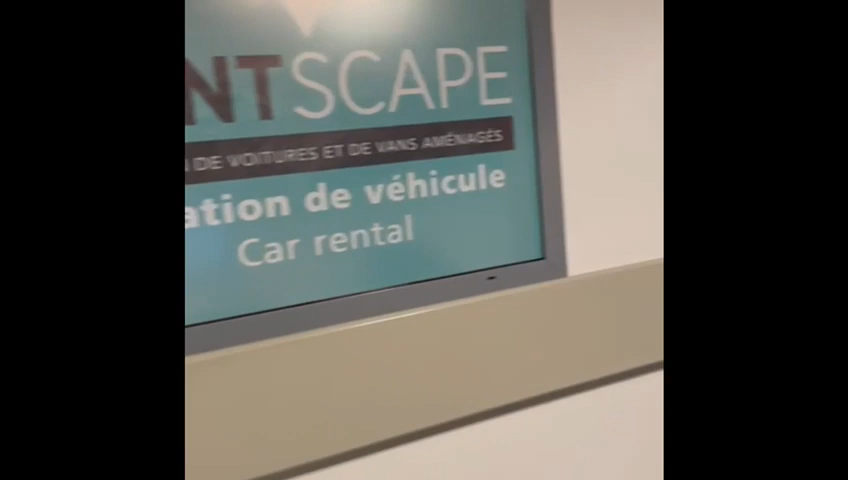 NTSCAPE
DE VOITURES ET DE VANS AMÉNAGÉS
ation de véhicule
Car rental